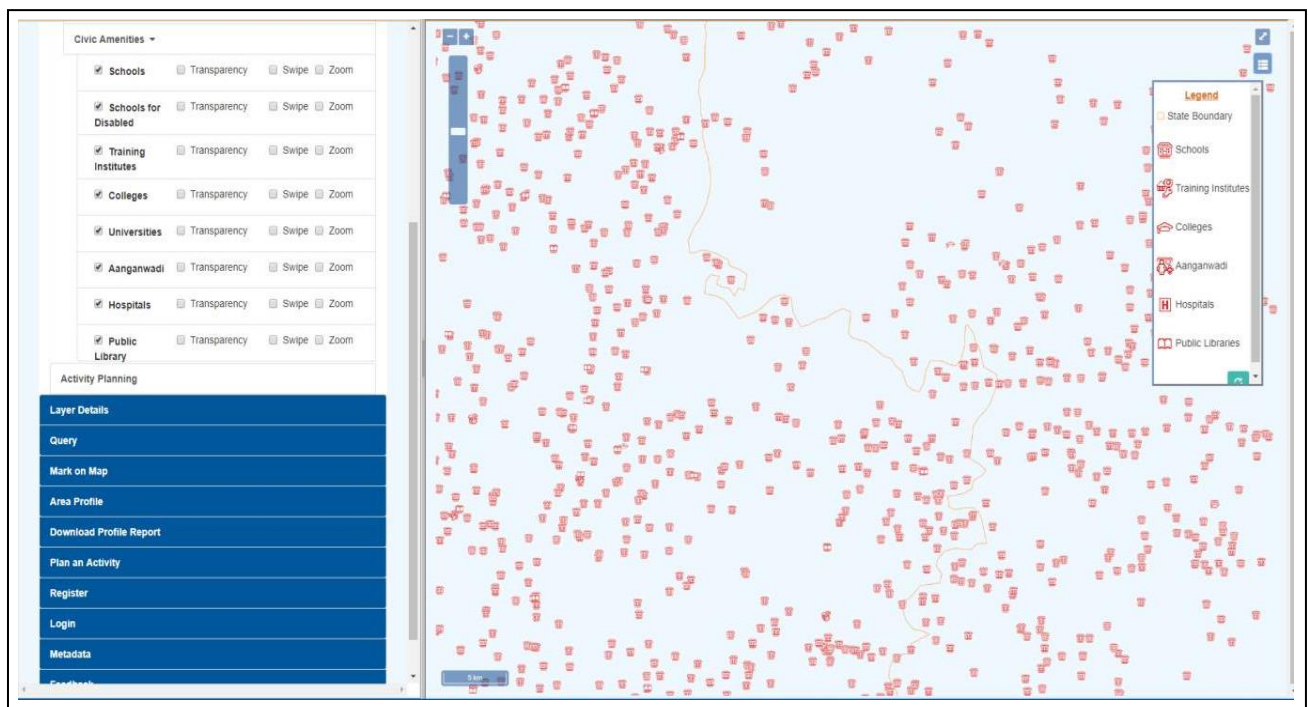 Civic Amenities
Schools Transparency Swipe Zoom
Schools for Transparency Swipe Zoom
Disabled
Training Transparency Swipe Zoom
Institutes
Colleges Transparency Swipe Zoom
Universities Transparency Swipe Zoom
Aanganwadi Transparency Swipe Zoom
Hospitals Transparency Swipe Zoom
Public Transparency Swipe Zoom
Library
Activity Planning
Layer Details
Query
Mark on Map
Area Profile
Download Profile Report
Plan an Activity
Register
Login
Metadata
Feedback
Legend
State Boundary
Schools
Training Institutes
Colleges
Aanganwadi
H Hospitals
Public Libraries
5 km